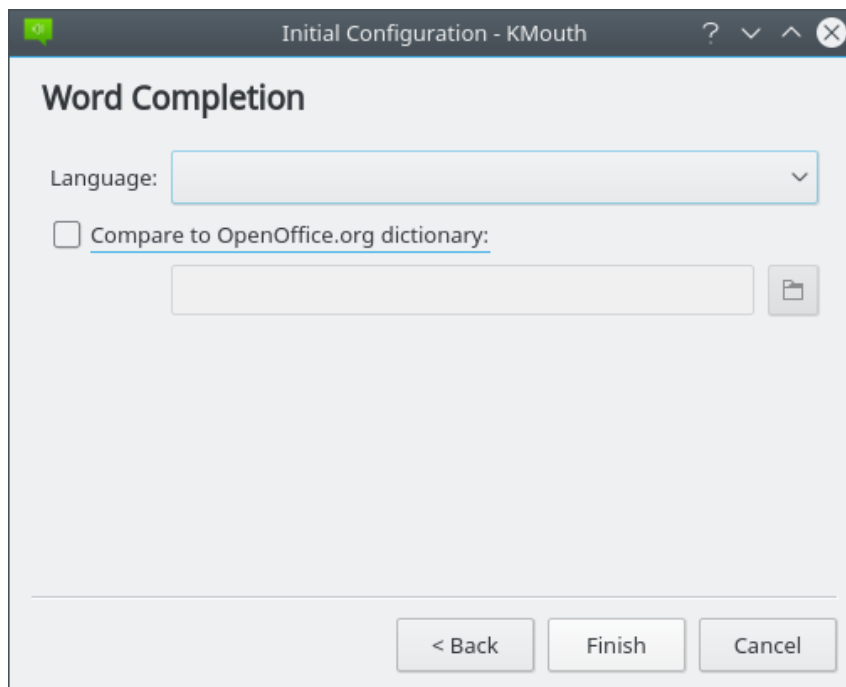 Initial Configuration - KMouth
Word Completion
Language:
Compare to OpenOffice.org dictionary:
< Back
Finish
Cancel